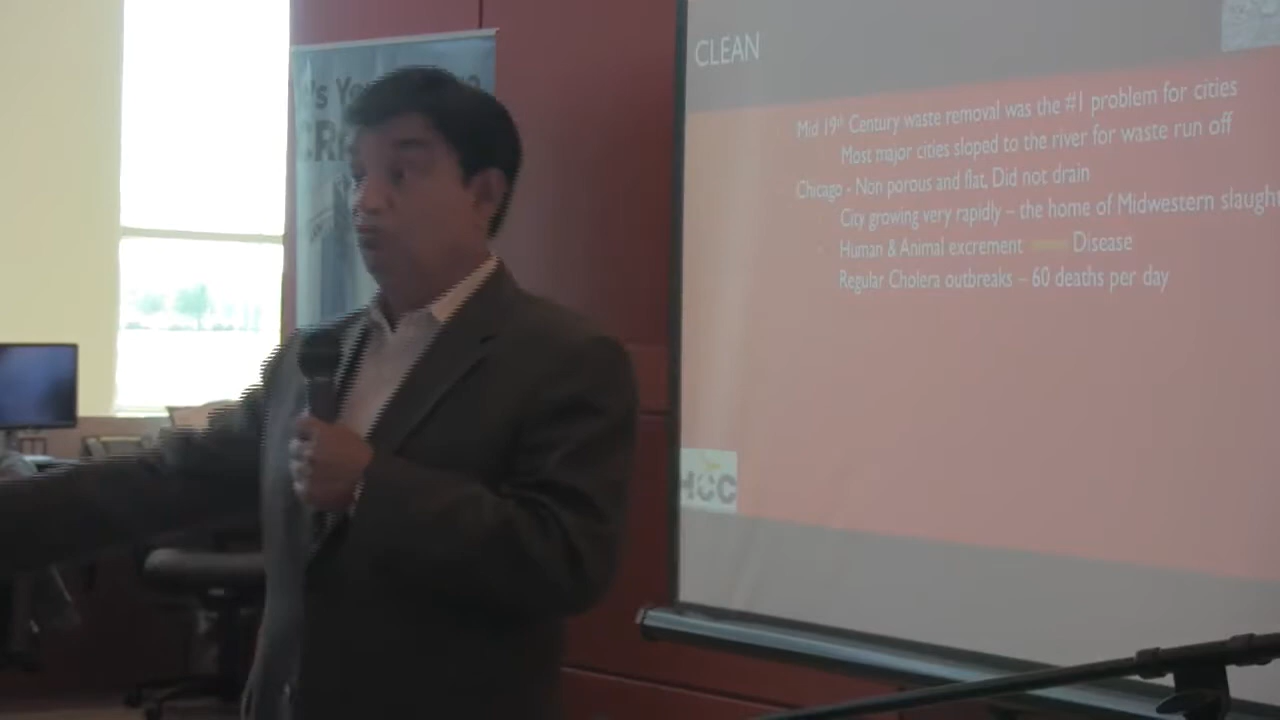 CLEAN
Mid 19th Century waste removal was the #1 problem for cities
Most major cities sloped to the river for waste run off
Chicago - Non porous and flat, Did not drain
City growing very rapidly – the home of Midwestern slaught
Human & Animal excrement Disease
Regular Cholera outbreaks – 60 deaths per day
HCC